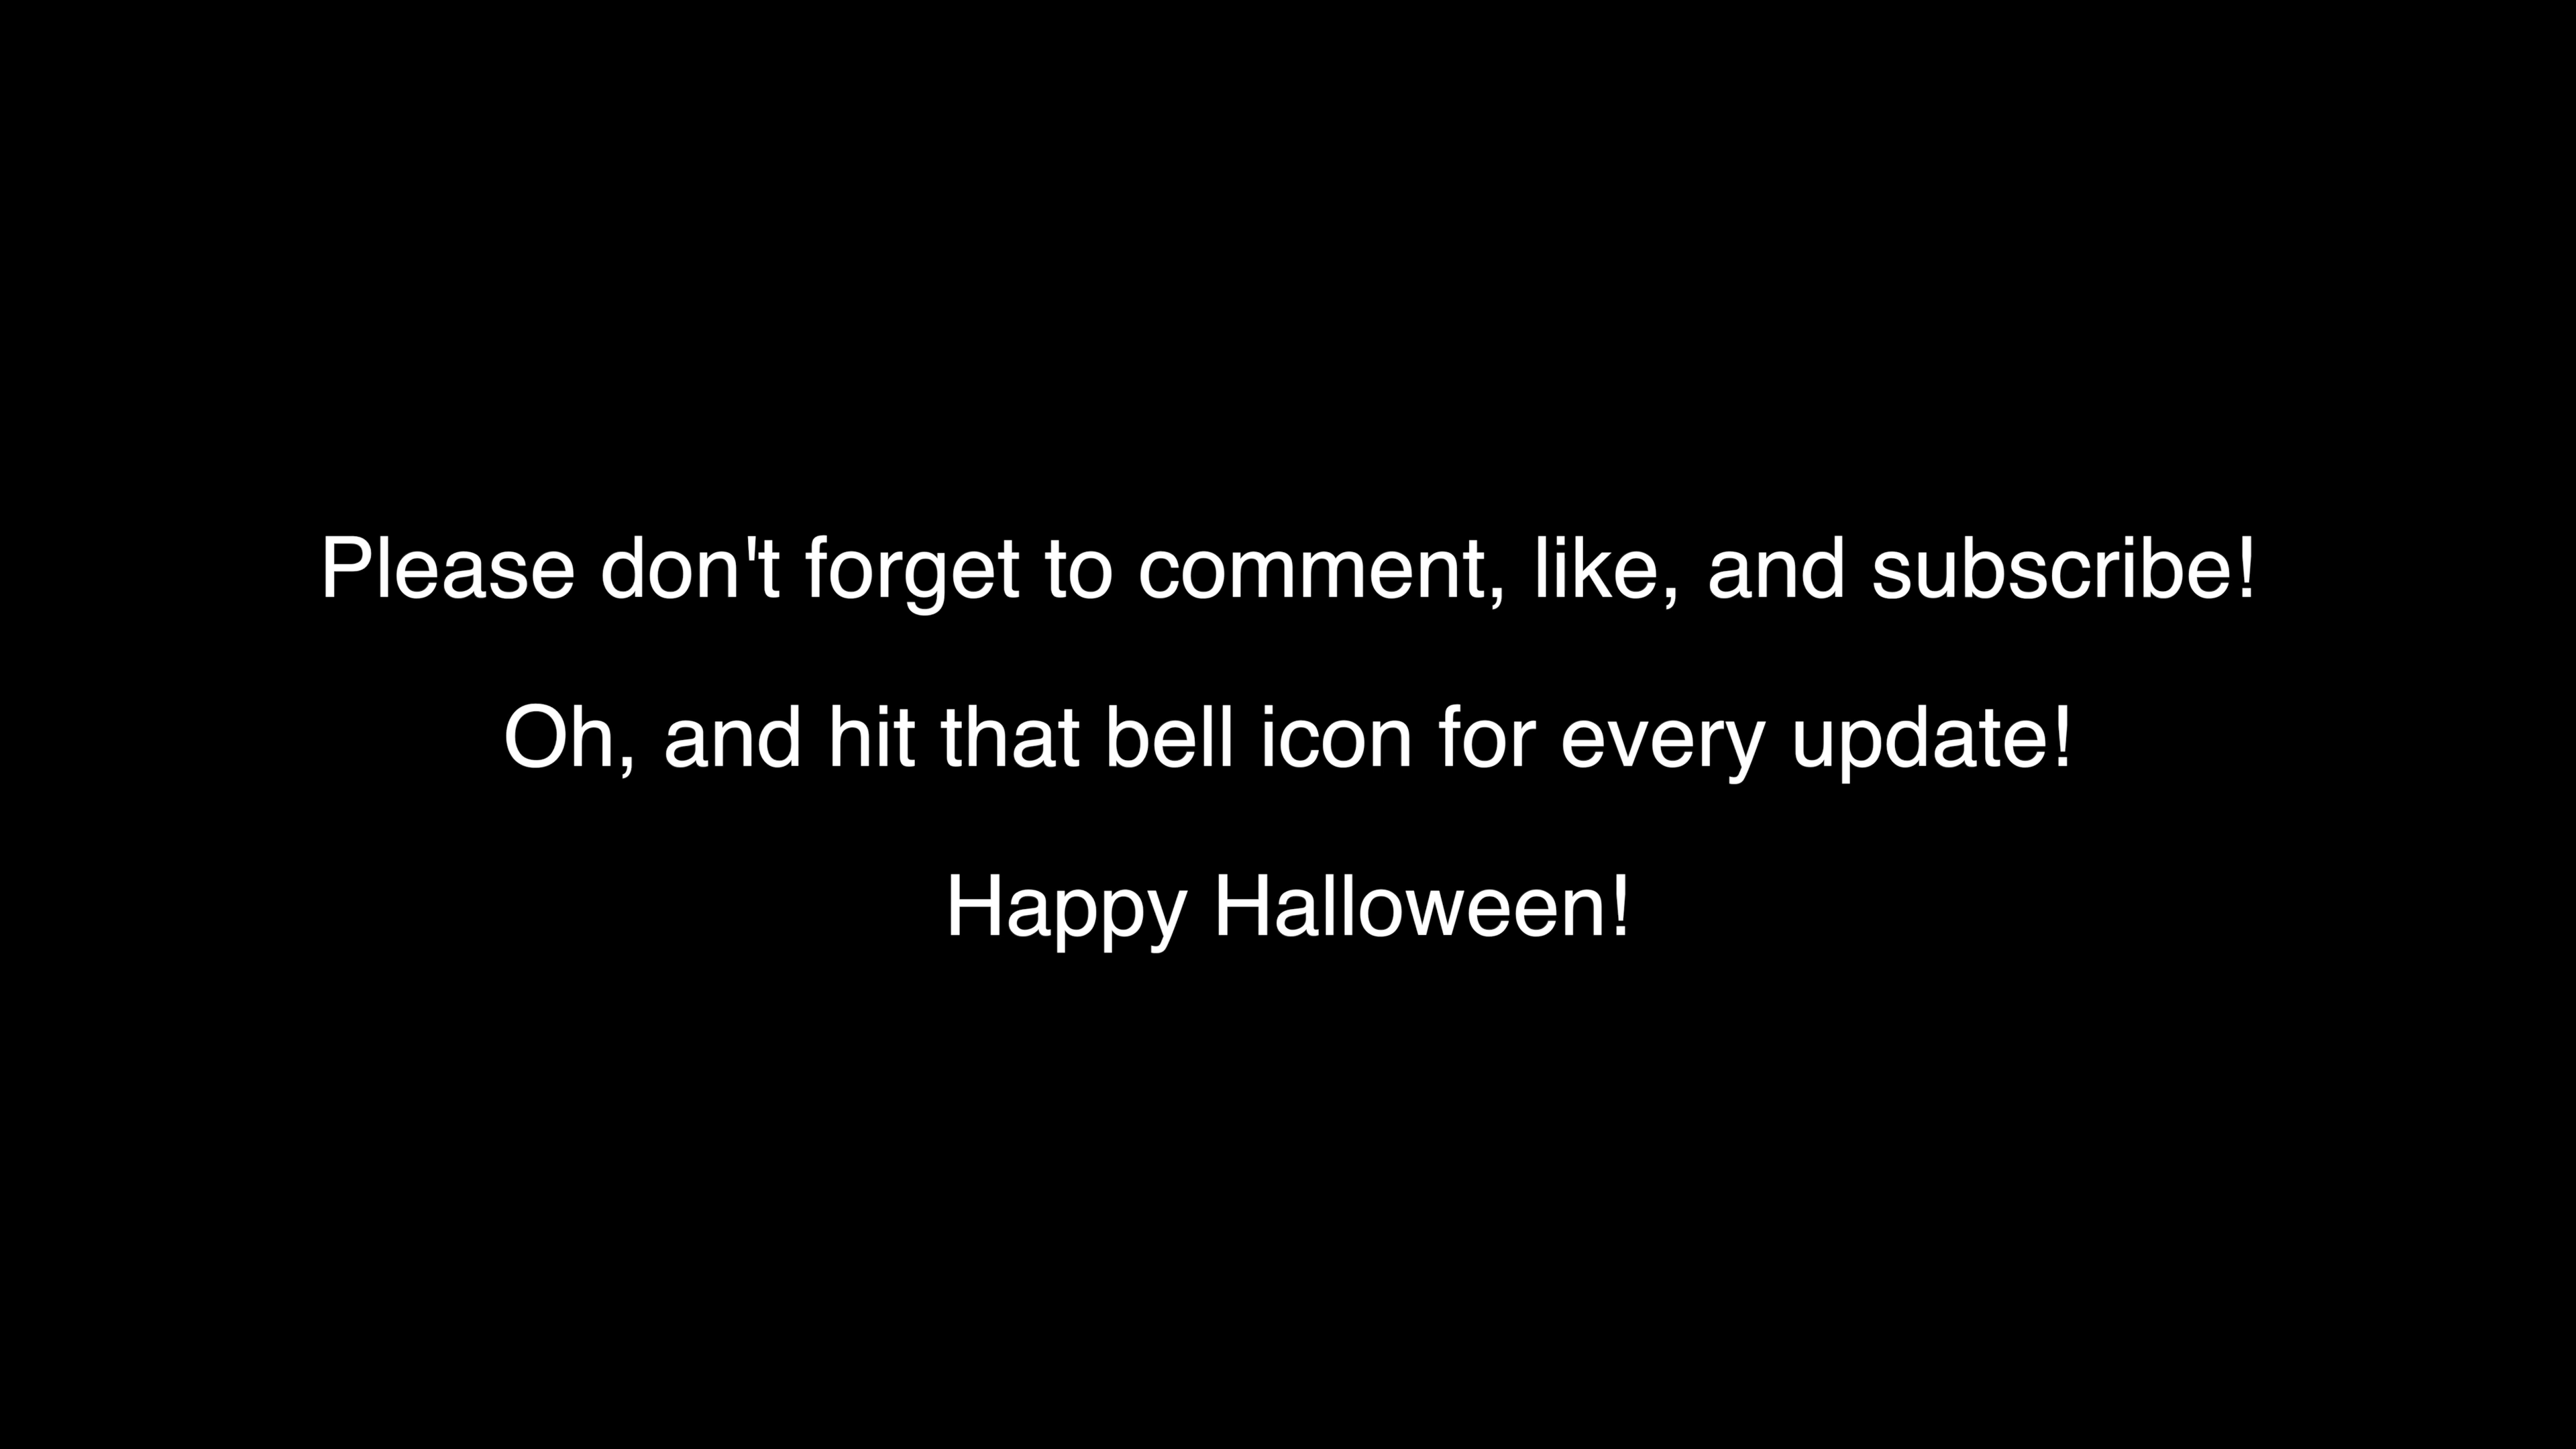 Please don't forget to comment, like, and subscribe!
Oh, and hit that bell icon for every update!
Happy Halloween!